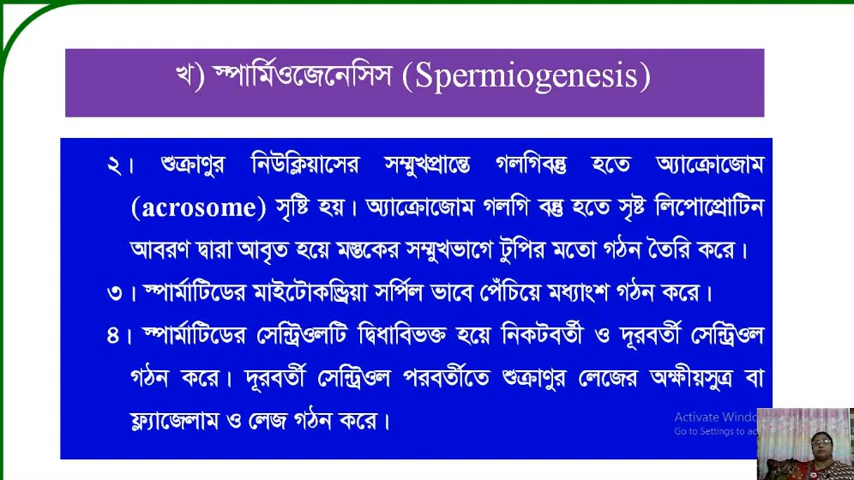 খ) স্পার্মিওজেনেসিস (Spermiogenesis)
২। শুক্রাণুর নিউক্লিয়াসের সম্মুখপ্রান্তে গলগিবস্তু হতে অ্যাক্রোজোম
(acrosome) সৃষ্টি হয়। অ্যাক্রোজোম গলগি বস্তু হতে সৃষ্ট লিপোপ্রোটিন
আবরণ দ্বারা আবৃত হয়ে মস্তকের সম্মুখভাগে টুপির মতো গঠন তৈরি করে।
৩। স্পার্মাটিডের মাইটোকন্ড্রিয়া সর্পিল ভাবে পেঁচিয়ে মধ্যাংশ গঠন করে।
৪। স্পার্মাটিডের সেন্ট্রিওলটি দ্বিধাবিভক্ত হয়ে নিকটবর্তী ও দূরবর্তী সেন্ট্রিওল
গঠন করে। দূরবর্তী সেন্ট্রিওল পরবর্তীতে শুক্রাণুর লেজের অক্ষীয়সুত্র বা
ফ্ল্যাজেলাম ও লেজ গঠন করে।
Activate Windo
Go to Settings to ac